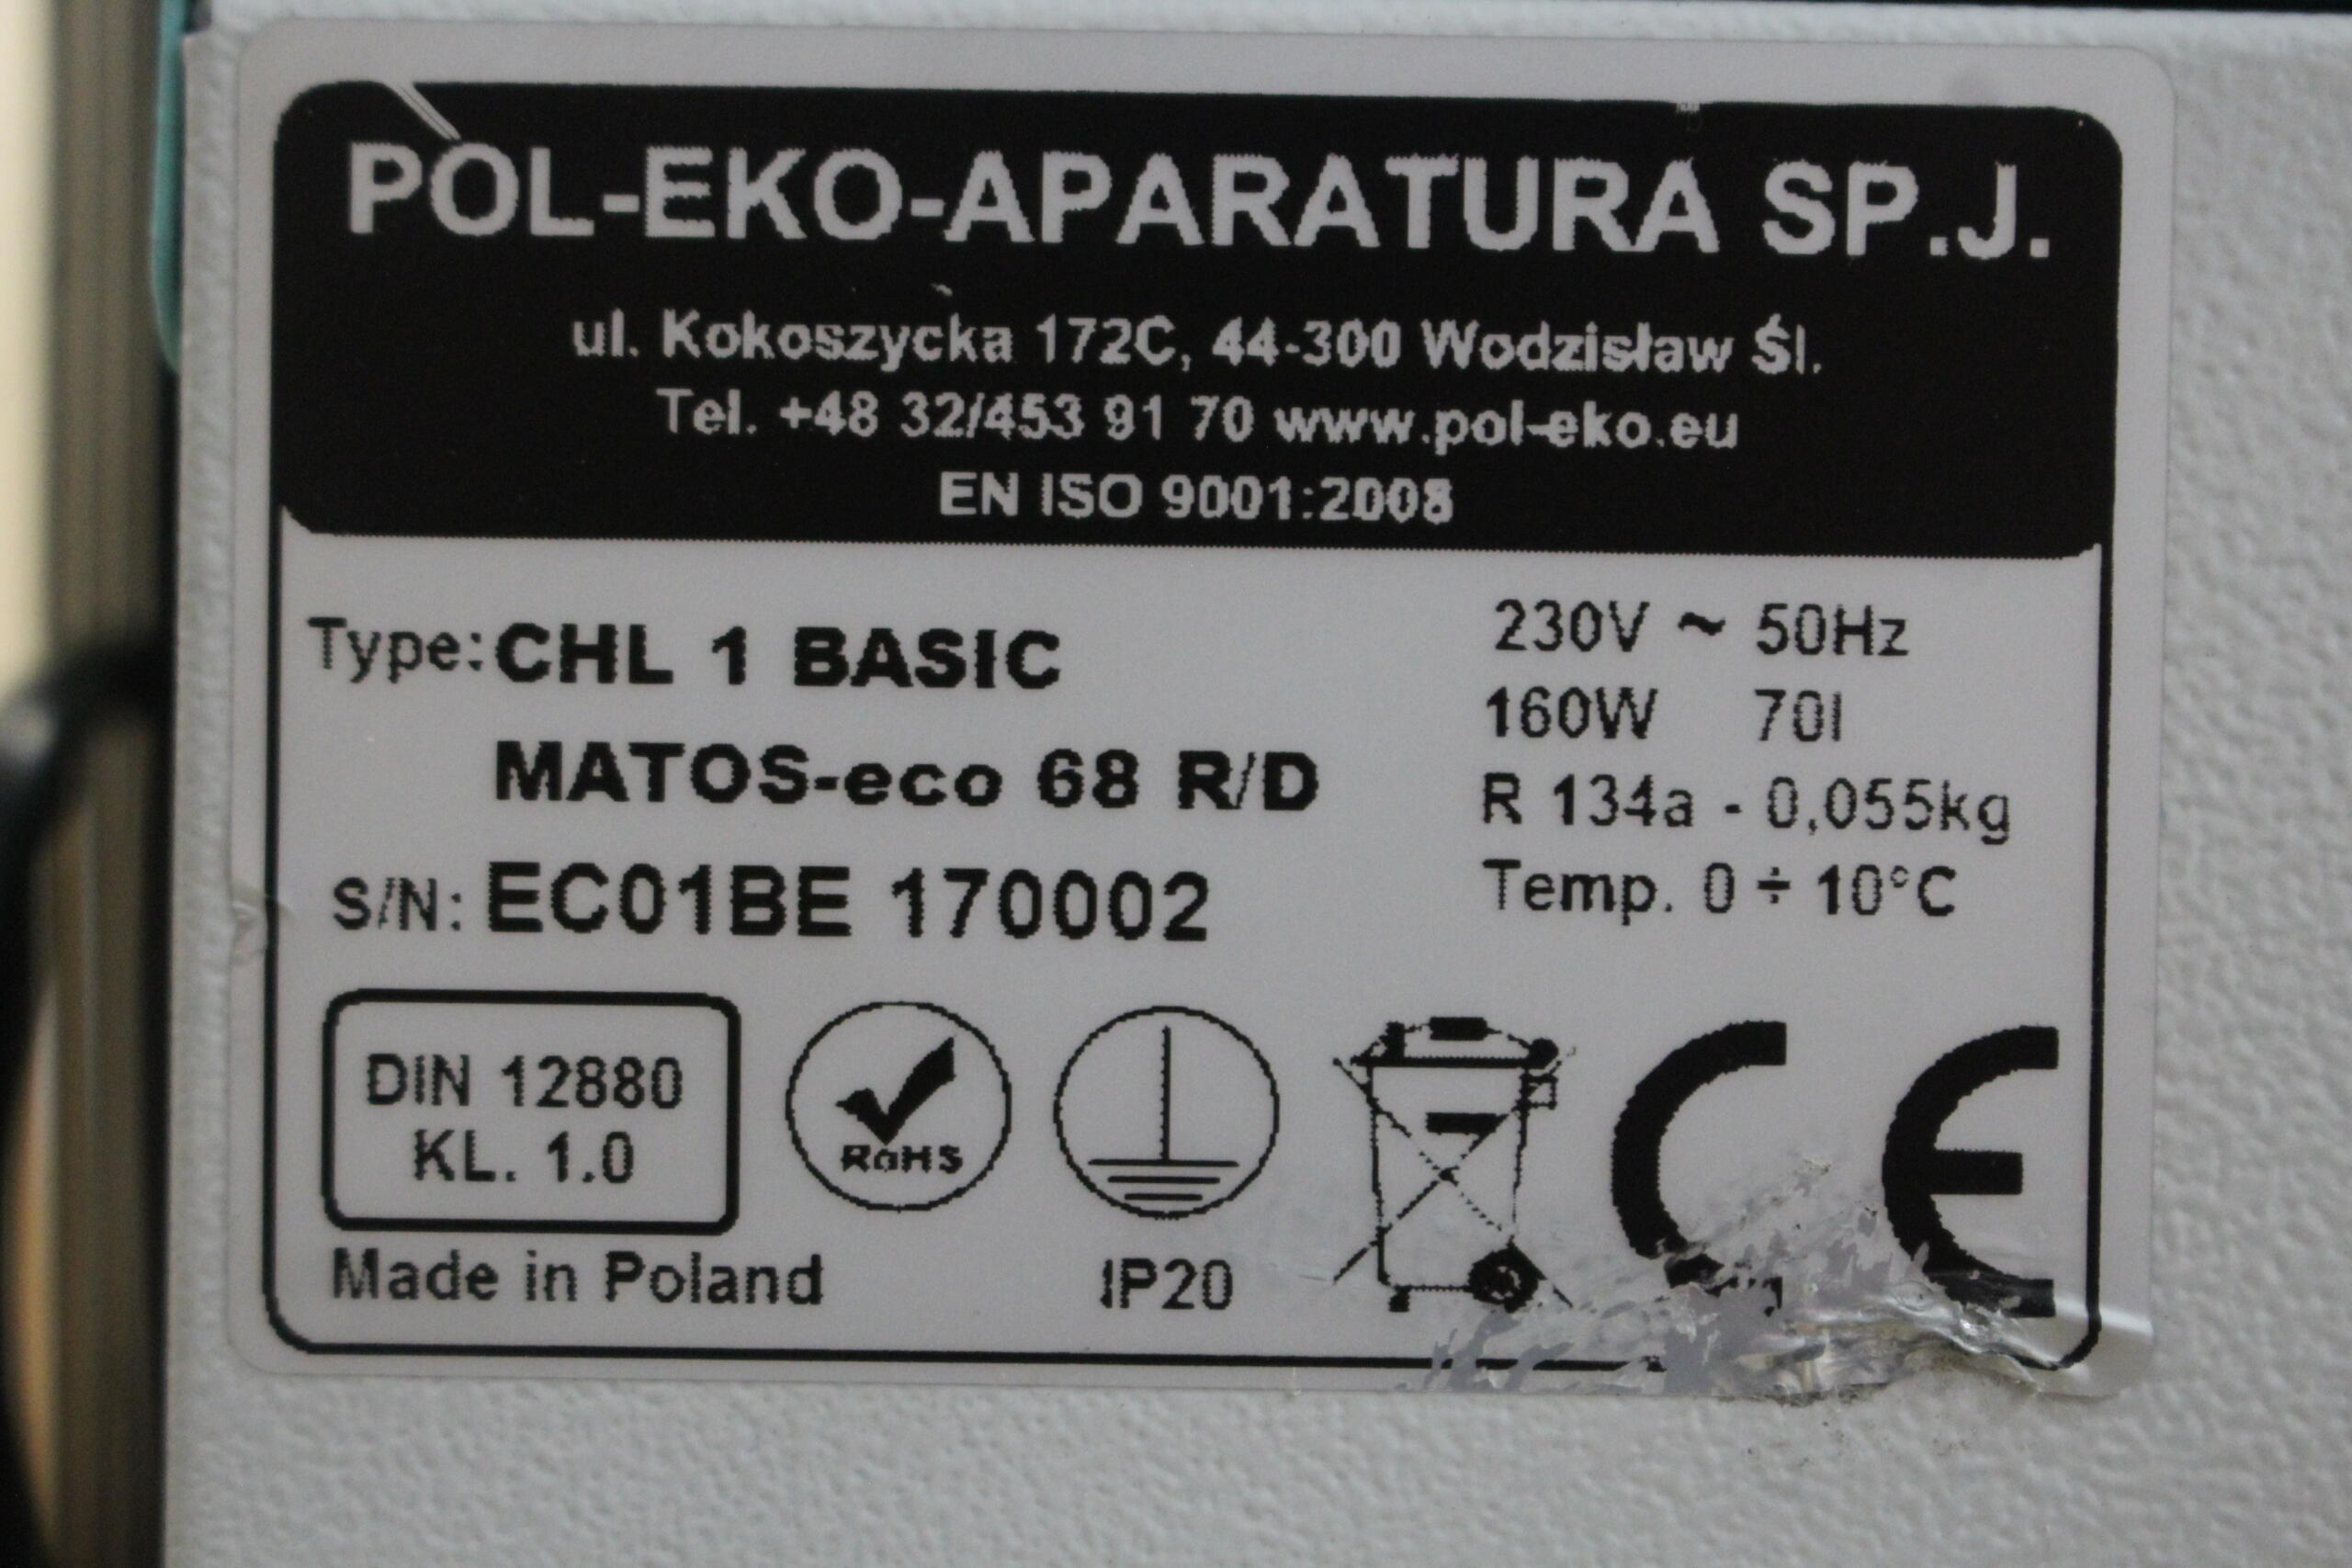 POL-EKO-APARATURA SP.J.
ul. Kokoszycka 172C, 44-300 Wodzisław Śl.
Tel. +48 32/453 91 70 www.pol-eko.eu
EN ISO 9001:2008
Type: CHL 1 BASIC
MATOS-eco 68 R/D
S/N: EC01BE 170002
230V ~ 50Hz
160W 70l
R 134a - 0,055kg
Temp. 0 ÷ 10°C
DIN 12880
KL. 1.0
RoHS
CE
Made in Poland
IP20